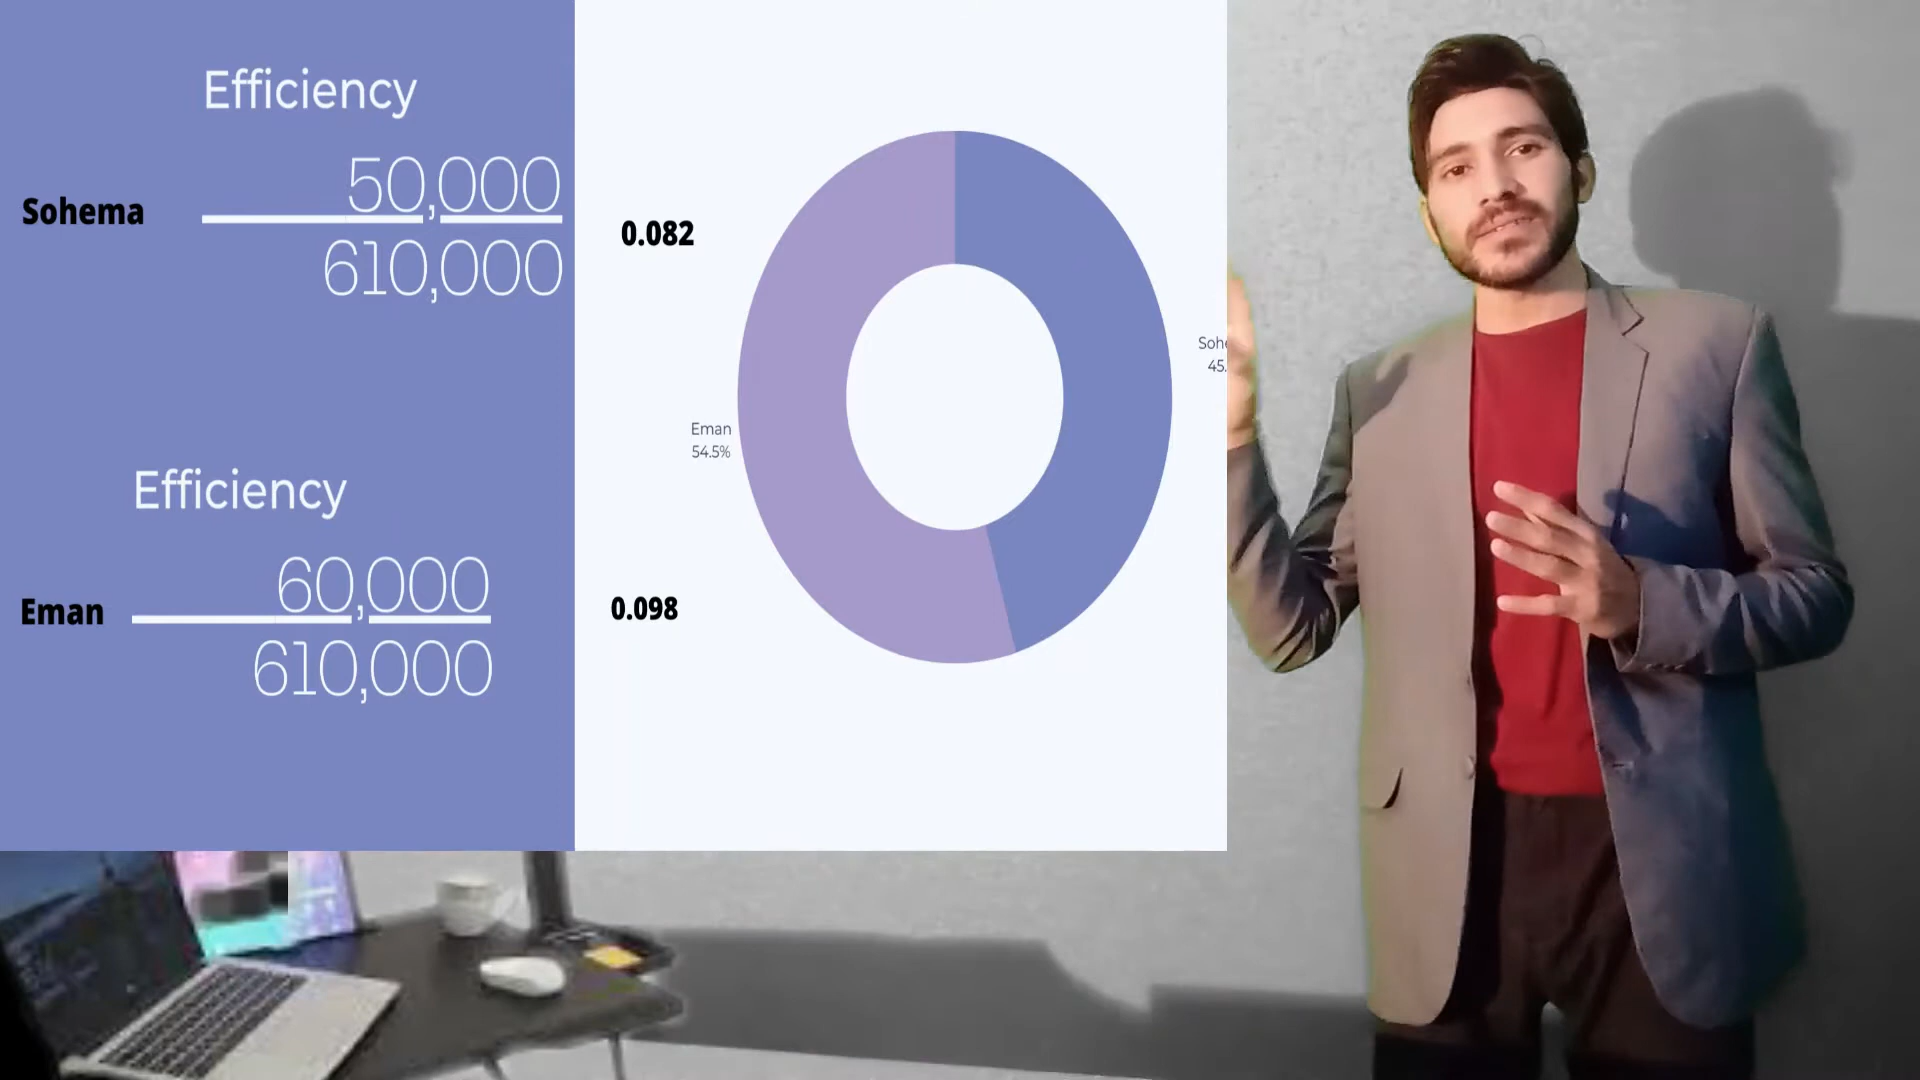 Efficiency
Sohema
50,000
610,000
0.082
Eman
54.5%
Efficiency
Eman
60,000
610,000
0.098